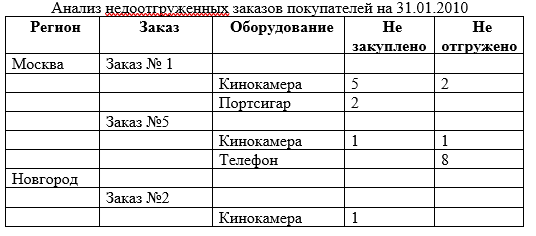 Анализ недоотгруженных заказов покупателей на 31.01.2010
Регион Заказ Оборудование Не закуплено Не отгружено
Москва Заказ № 1
Кинокамера 5 2
Портсигар 2
Заказ №5
Кинокамера 1 1
Телефон 8
Новгород
Заказ №2
Кинокамера 1